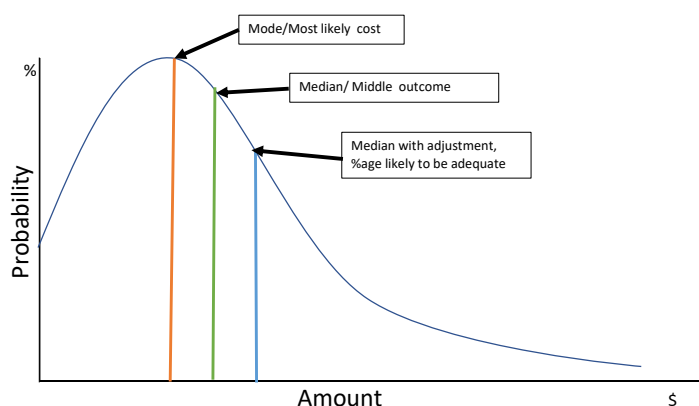 Mode/Most likely cost
%
Median/ Middle outcome
Median with adjustment,
%age likely to be adequate
Probability
Amount
$